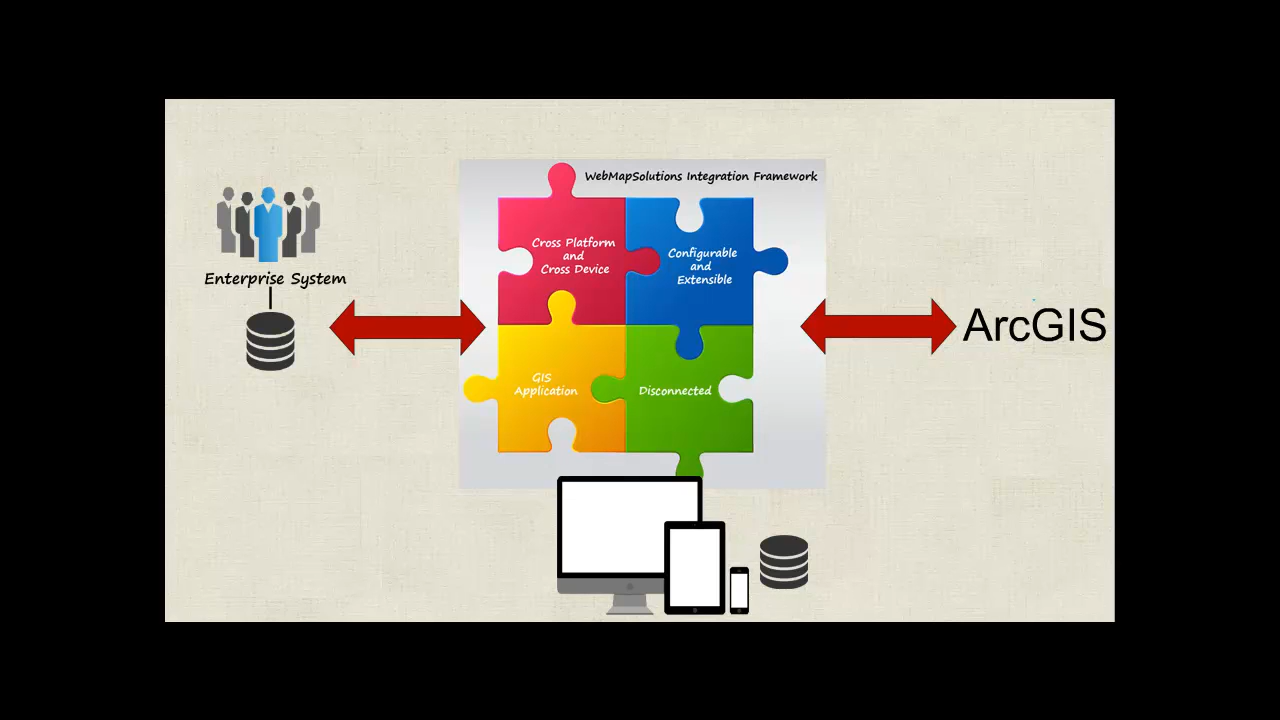 WebMapSolutions Integration Framework
Cross Platform
and
Cross Device
Configurable
and
Extensible
Enterprise System
ArcGIS
GIS
Application
Disconnected